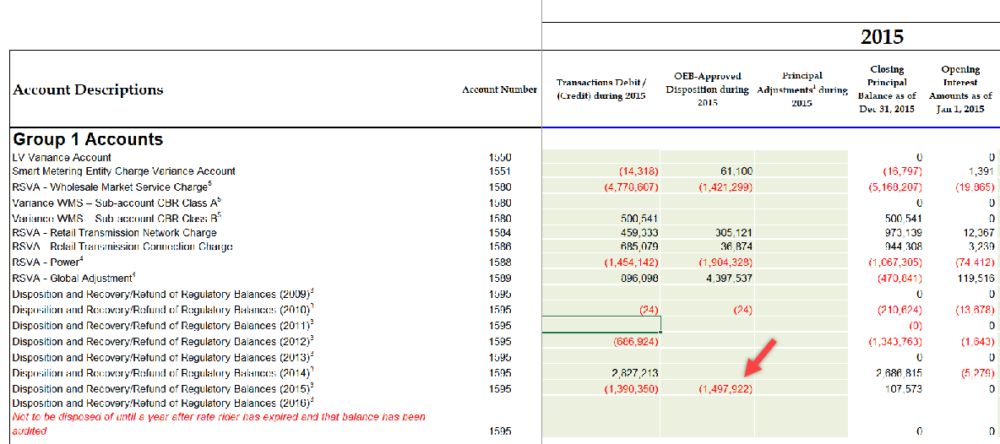 2015
Account Descriptions Account Number Transactions Debit / (Credit) during 2015 OEB-Approved Disposition during 2015 Principal Adjustments¹ during 2015 Closing Principal Balance as of Dec 31, 2015 Opening Interest Amounts as of Jan 1, 2015
Group 1 Accounts
LV Variance Account 1550 0 0
Smart Metering Entity Charge Variance Account 1551 (14,318) 61,100 (16,797) 1,391
RSVA - Wholesale Market Service Charge⁵ 1580 (4,778,607) (1,421,299) (5,168,207) (19,865)
Variance WMS – Sub-account CBR Class A⁵ 1580 0 0
Variance WMS – Sub-account CBR Class B⁵ 1580 500,541 500,541 0
RSVA - Retail Transmission Network Charge 1584 459,333 305,121 973,139 12,367
RSVA - Retail Transmission Connection Charge 1586 685,079 36,874 944,308 3,239
RSVA - Power⁴ 1588 (1,454,142) (1,904,328) (1,067,305) (74,412)
RSVA - Global Adjustment⁴ 1589 896,098 4,397,537 (470,841) 119,516
Disposition and Recovery/Refund of Regulatory Balances (2009)³ 1595 0 0
Disposition and Recovery/Refund of Regulatory Balances (2010)³ 1595 (24) (24) (210,624) (13,678)
Disposition and Recovery/Refund of Regulatory Balances (2011)³ 1595 (0) 0
Disposition and Recovery/Refund of Regulatory Balances (2012)³ 1595 (686,924) (1,343,763) (1,643)
Disposition and Recovery/Refund of Regulatory Balances (2013)³ 1595 0 0
Disposition and Recovery/Refund of Regulatory Balances (2014)³ 1595 2,827,213 2,686,815 (5,279)
Disposition and Recovery/Refund of Regulatory Balances (2015)³ 1595 (1,390,350) (1,497,922) 107,573 0
Disposition and Recovery/Refund of Regulatory Balances (2016)³
Not to be disposed of until a year after rate rider has expired and that balance has been
audited 1595 0 0